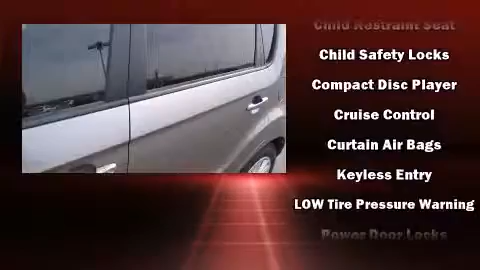 Child Restraint Seat
Child Safety Locks
Compact Disc Player
Cruise Control
Curtain Air Bags
Keyless Entry
LOW Tire Pressure Warning
Power Door Locks